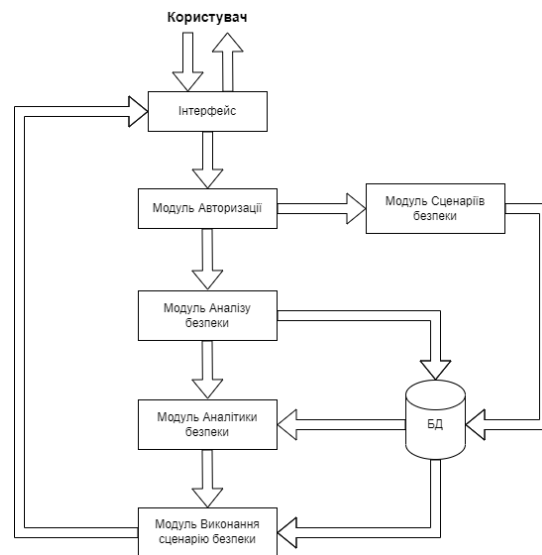 Користувач
Інтерфейс
Модуль Авторизації
Модуль Сценаріїв
безпеки
Модуль Аналізу
безпеки
Модуль Аналітики
безпеки
БД
Модуль Виконання
сценарію безпеки